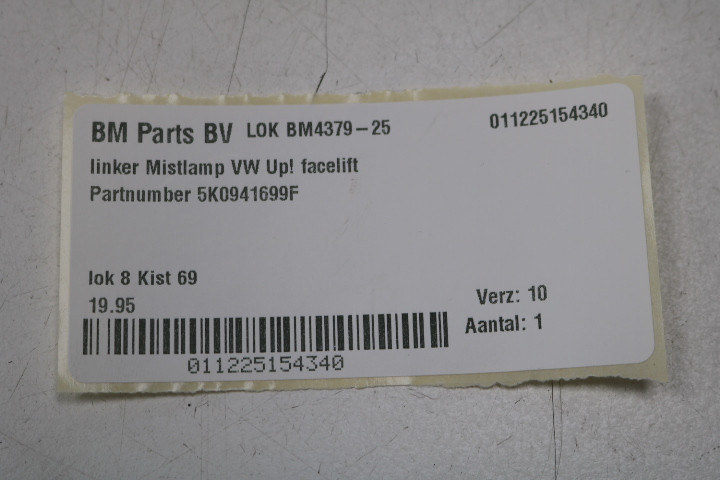 BM Parts BV LOK BM4379-25 011225154340
linker Mistlamp VW Up! facelift
Partnumber 5K0941699F
lok 8 Kist 69
19.95
Verz: 10
Aantal: 1
011225154340